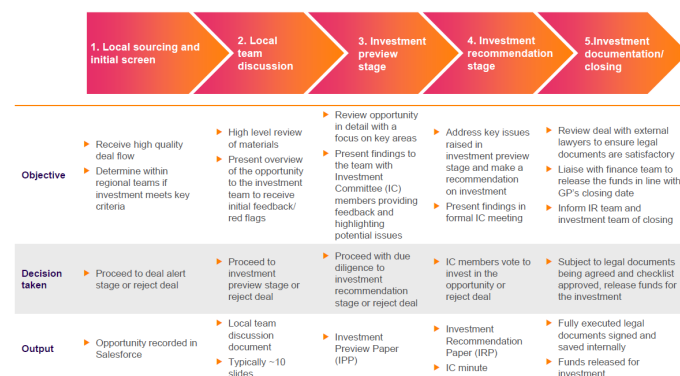 1. Local sourcing and
initial screen
2. Local
team
discussion
3. Investment
preview
stage
4. Investment
recommendation
stage
5.Investment
documentation/
closing
Objective
Receive high quality
deal flow
Determine within
regional teams if
investment meets key
criteria
High level review
of materials
Present overview
of the opportunity
to the investment
team to receive
initial feedback/
red flags
Review opportunity
in detail with a
focus on key areas
Present findings to
the team with
Investment
Committee (IC)
members providing
feedback and
highlighting
potential issues
Address key issues
raised in
investment preview
stage and make a
recommendation
on investment
Present findings in
formal IC meeting
Review deal with external
lawyers to ensure legal
documents are satisfactory
Liaise with finance team to
release the funds in line with
GP's closing date
Inform IR team and
investment team of closing
Decision
taken
Proceed to deal alert
stage or reject deal
Proceed to
investment
preview stage or
reject deal
Proceed with due
diligence to
investment
recommendation
stage or reject deal
IC members vote to
invest in the
opportunity or
reject deal
Subject to legal documents
being agreed and checklist
approved, release funds for
the investment
Output
Opportunity recorded in
Salesforce
Local team
discussion
document
Typically ~10
slides
Investment
Preview Paper
(IPP)
Investment
Recommendation
Paper (IRP)
IC minute
Fully executed legal
documents signed and
saved internally
Funds released for
investment